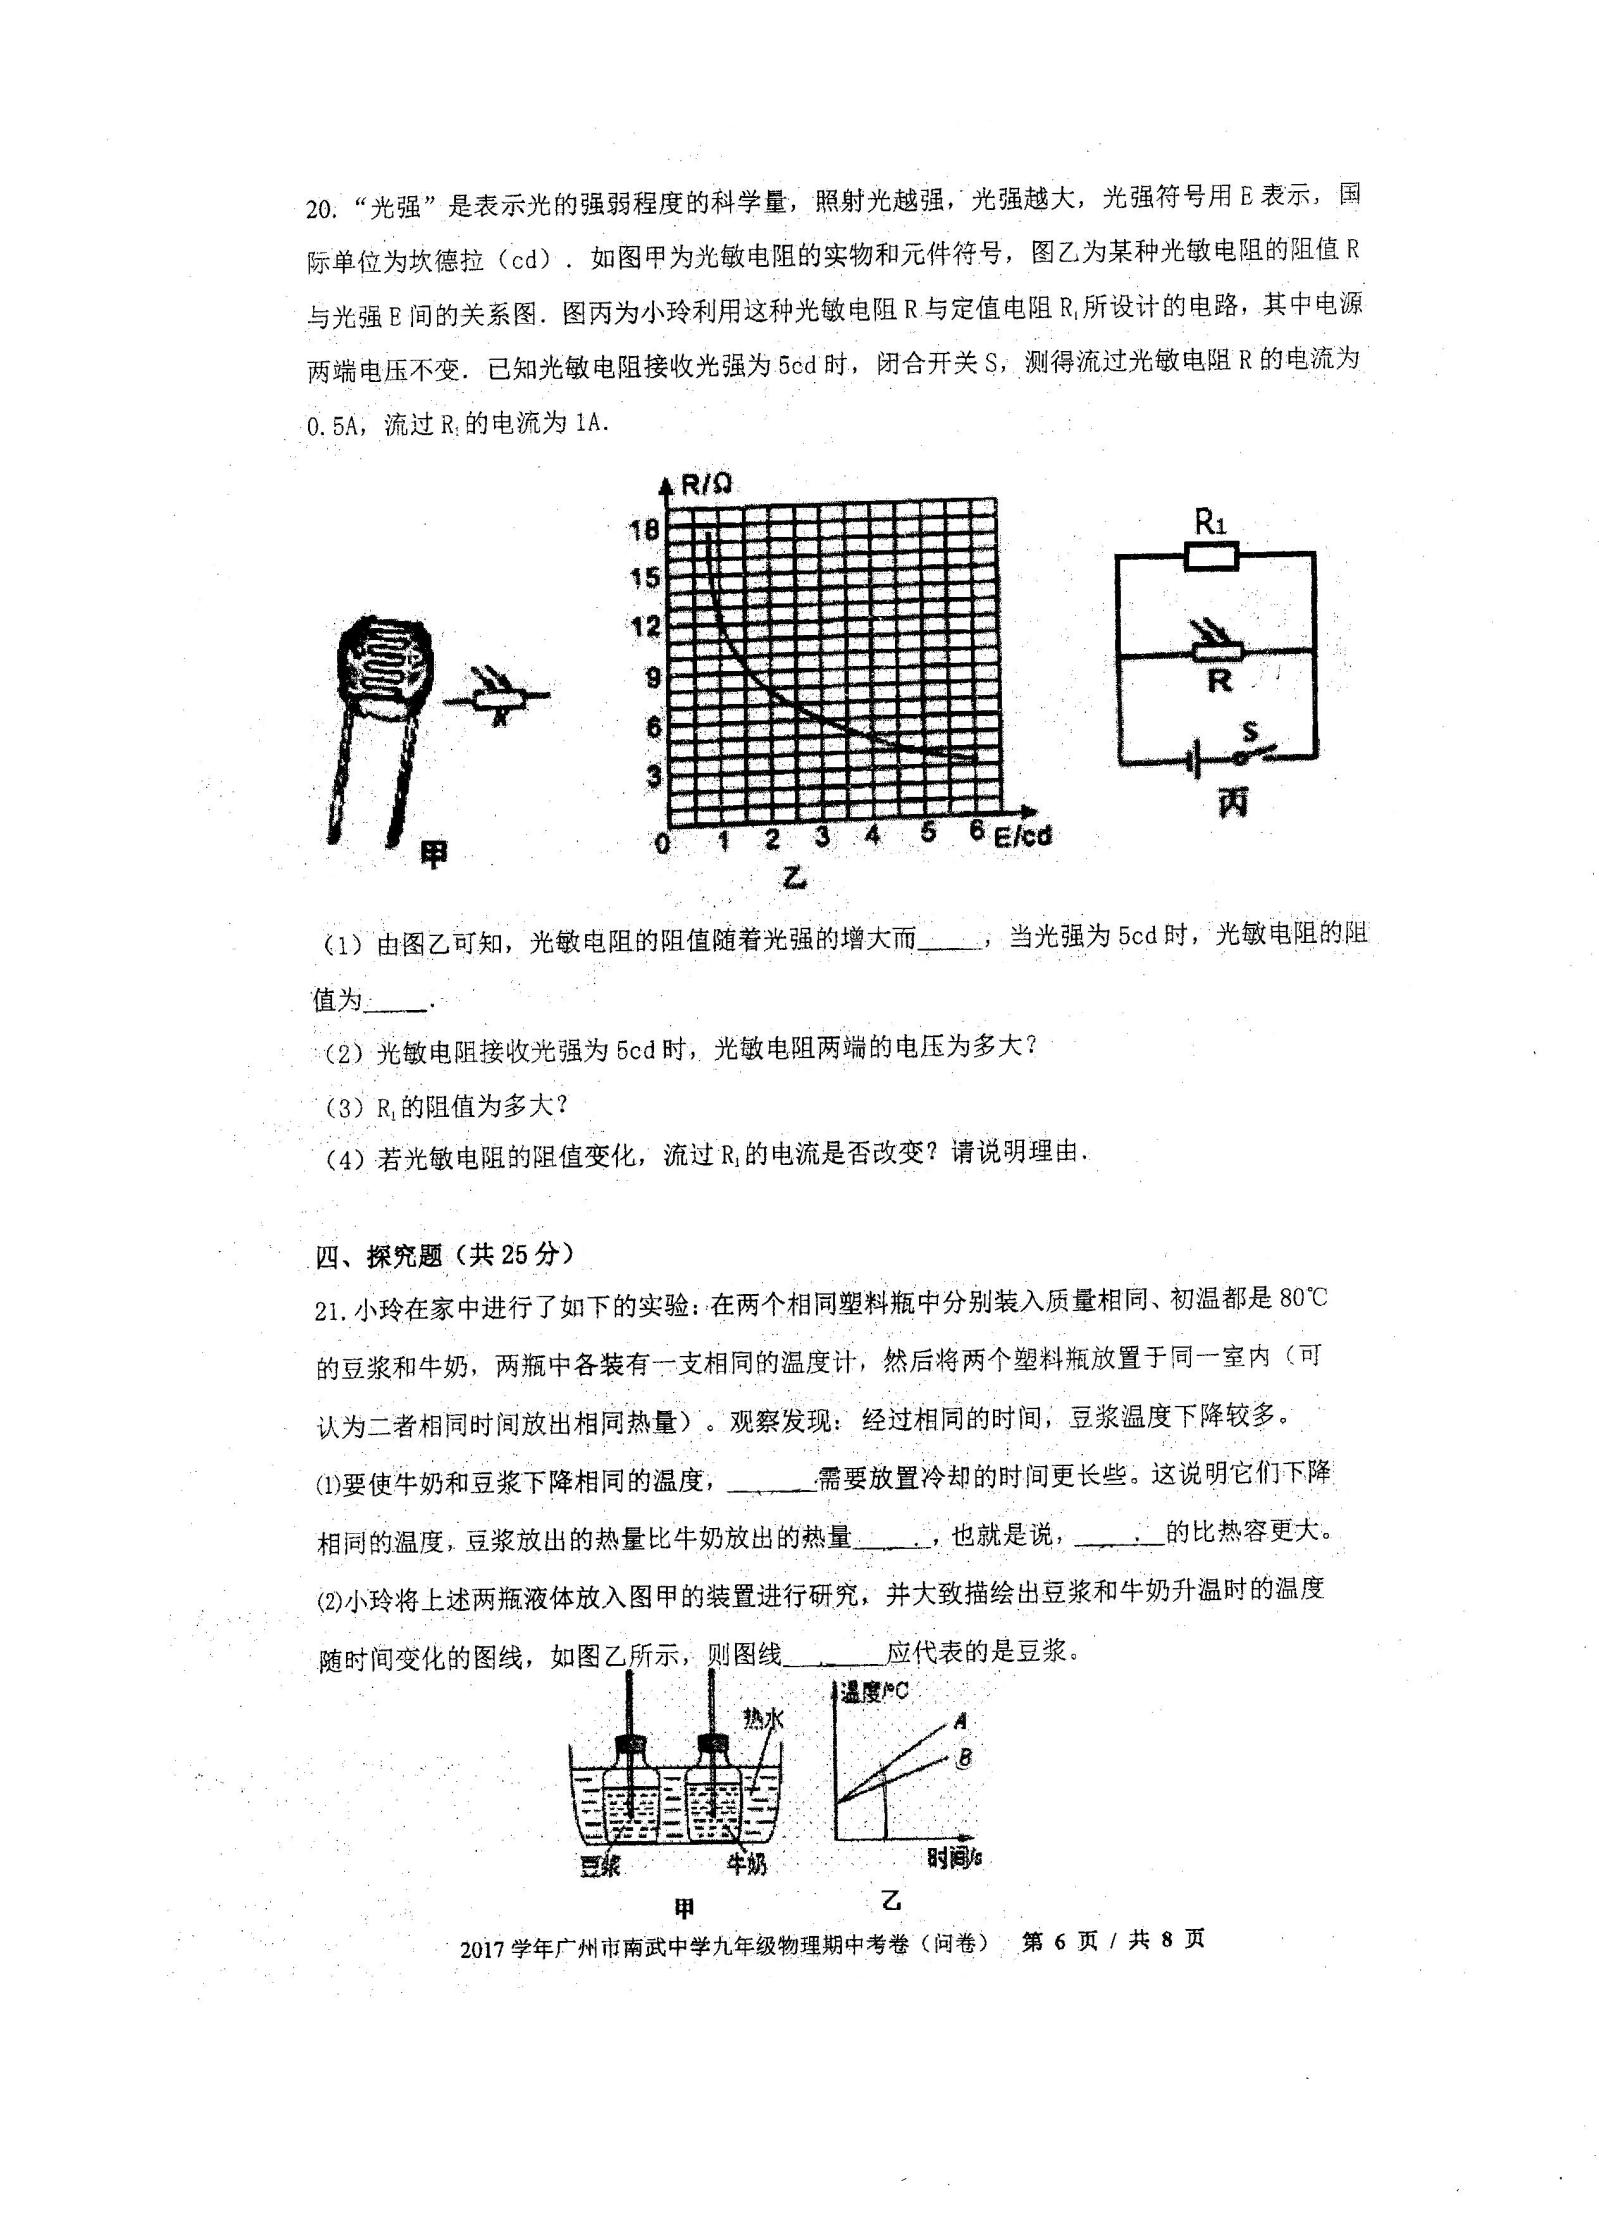 20. “光强”是表示光的强弱程度的科学量，照射光越强，光强越大，光强符号用 E 表示，国
际单位为坎德拉（cd）. 如图甲为光敏电阻的实物和元件符号，图乙为某种光敏电阻的阻值 R
与光强 E 间的关系图. 图丙为小玲利用这种光敏电阻 R 与定值电阻 R₁所设计的电路，其中电源
两端电压不变. 已知光敏电阻接收光强为 5cd 时，闭合开关 S，测得流过光敏电阻 R 的电流为
0.5A，流过 R₁的电流为 1A.
R/Ω
18
15
12
9
6
3
0 1 2 3 4 5 6 E/cd
乙
R
甲
R1
R
S
丙
（1）由图乙可知，光敏电阻的阻值随着光强的增大而_____，当光强为 5cd 时，光敏电阻的阻
值为_____.
（2）光敏电阻接收光强为 5cd 时，光敏电阻两端的电压为多大？
（3）R₁的阻值为多大？
（4）若光敏电阻的阻值变化，流过 R₁的电流是否改变？请说明理由.
四、探究题（共 25 分）
21.小玲在家中进行了如下的实验：在两个相同塑料瓶中分别装入质量相同、初温都是 80℃
的豆浆和牛奶，两瓶中各装有一支相同的温度计，然后将两个塑料瓶放置于同一室内（可
认为二者相同时间放出相同热量）。观察发现：经过相同的时间，豆浆温度下降较多。
⑴要使牛奶和豆浆下降相同的温度，_______需要放置冷却的时间更长些。这说明它们下降
相同的温度，豆浆放出的热量比牛奶放出的热量______，也就是说，_______的比热容更大。
⑵小玲将上述两瓶液体放入图甲的装置进行研究，并大致描绘出豆浆和牛奶升温时的温度
随时间变化的图线，如图乙所示，则图线________应代表的是豆浆。
热水
豆浆
牛奶
甲
温度/℃
A
B
时间/s
乙
2017 学年广州市南武中学九年级物理期中考卷（问卷） 第 6 页 / 共 8 页